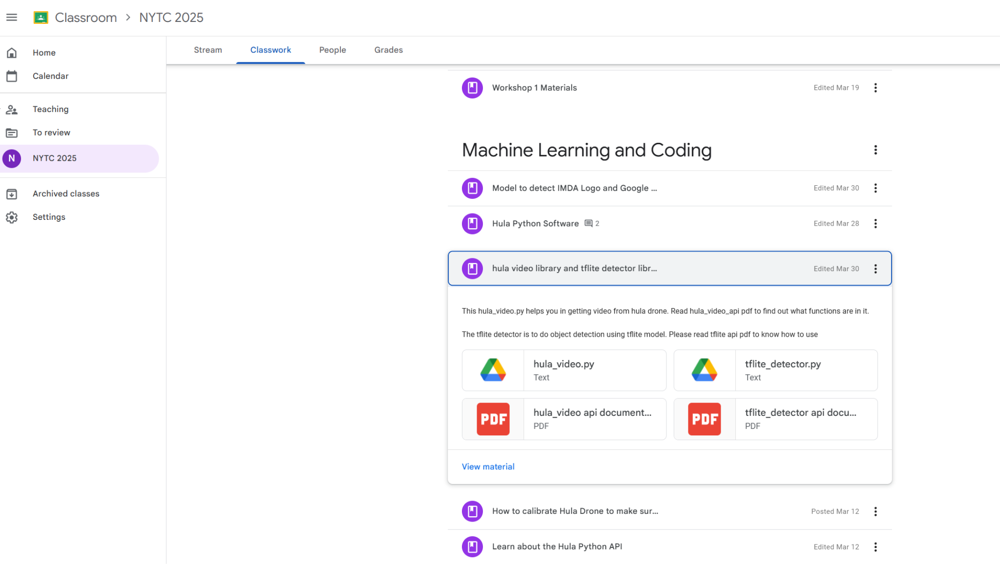 Classroom > NYTC 2025
Home
Calendar
Teaching
To review
N NYTC 2025
Archived classes
Settings
Stream Classwork People Grades
Workshop 1 Materials Edited Mar 19
Machine Learning and Coding
Model to detect IMDA Logo and Google ... Edited Mar 30
Hula Python Software 2 Edited Mar 28
hula video library and tflite detector libr... Edited Mar 30
This hula_video.py helps you in getting video from hula drone. Read hula_video_api pdf to find out what functions are in it.
The tflite detector is to do object detection using tflite model. Please read tflite api pdf to know how to use
hula_video.py
Text
tflite_detector.py
Text
PDF hula_video api document...
PDF
PDF tflite_detector api docu...
PDF
View material
How to calibrate Hula Drone to make sur... Posted Mar 12
Learn about the Hula Python API Edited Mar 12